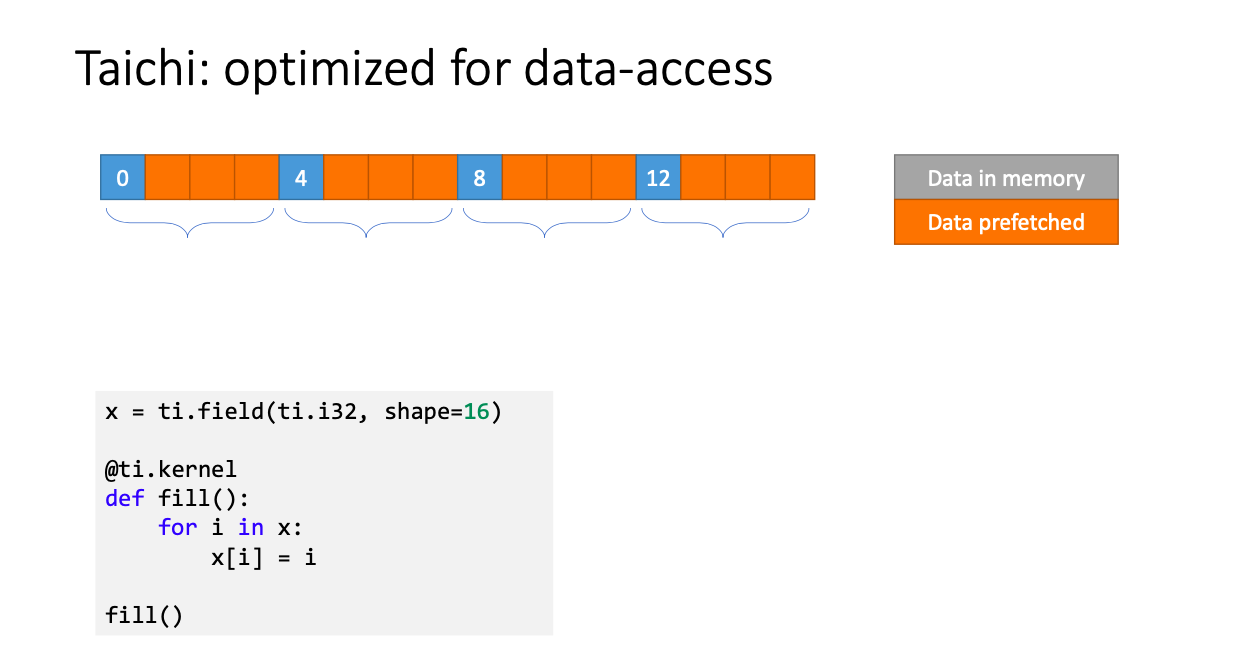 Taichi: optimized for data-access
0 4 8 12
Data in memory
Data prefetched
x = ti.field(ti.i32, shape=16)
@ti.kernel
def fill():
    for i in x:
        x[i] = i
fill()